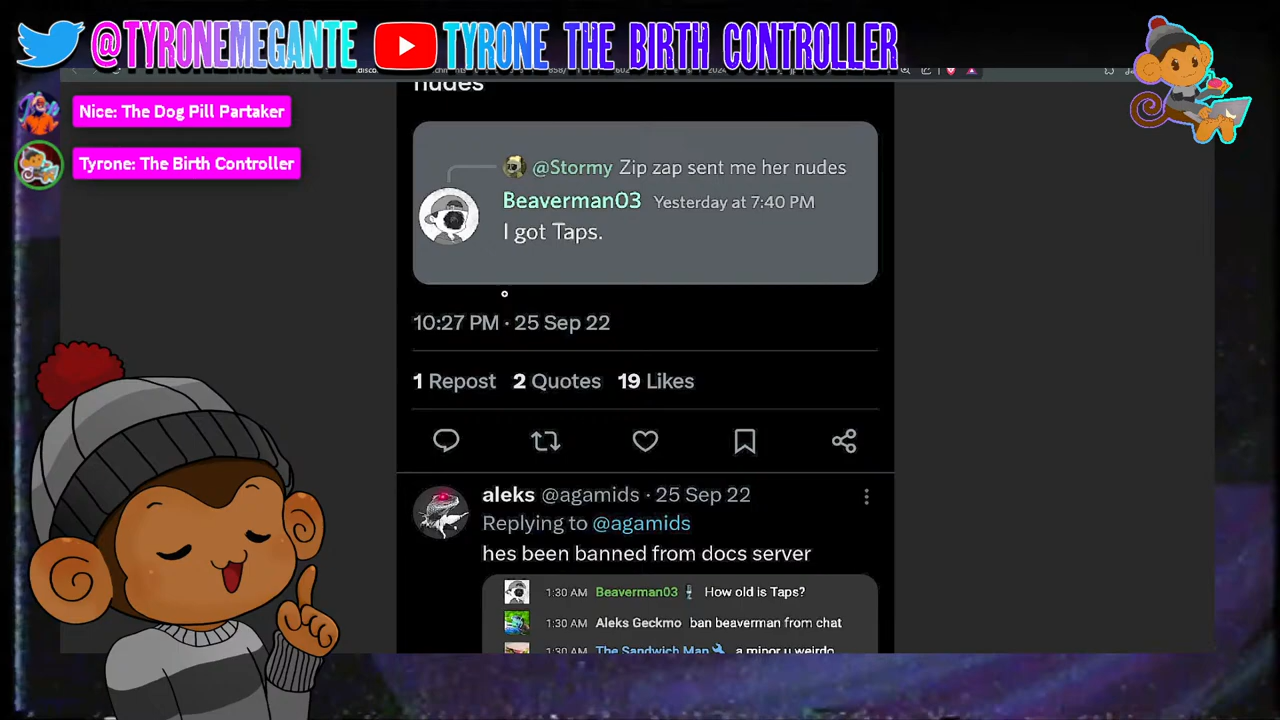 @TYRONEMEGANTE TYRONE THE BIRTH CONTROLLER
Nice: The Dog Pill Partaker
Tyrone: The Birth Controller
nudes
@Stormy Zip zap sent me her nudes
Beaverman03 Yesterday at 7:40 PM
I got Taps.
10:27 PM · 25 Sep 22
1 Repost 2 Quotes 19 Likes
aleks @agamids · 25 Sep 22
Replying to @agamids
hes been banned from docs server
1:30 AM Beaverman03 How old is Taps?
1:30 AM Aleks Geckmo ban beaverman from chat
1:30 AM The Sandwich Man a minor u weirdo